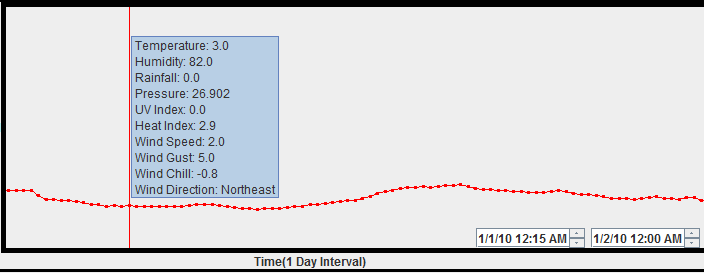 Temperature: 3.0
Humidity: 82.0
Rainfall: 0.0
Pressure: 26.902
UV Index: 0.0
Heat Index: 2.9
Wind Speed: 2.0
Wind Gust: 5.0
Wind Chill: -0.8
Wind Direction: Northeast
1/1/10 12:15 AM 1/2/10 12:00 AM
Time(1 Day Interval)